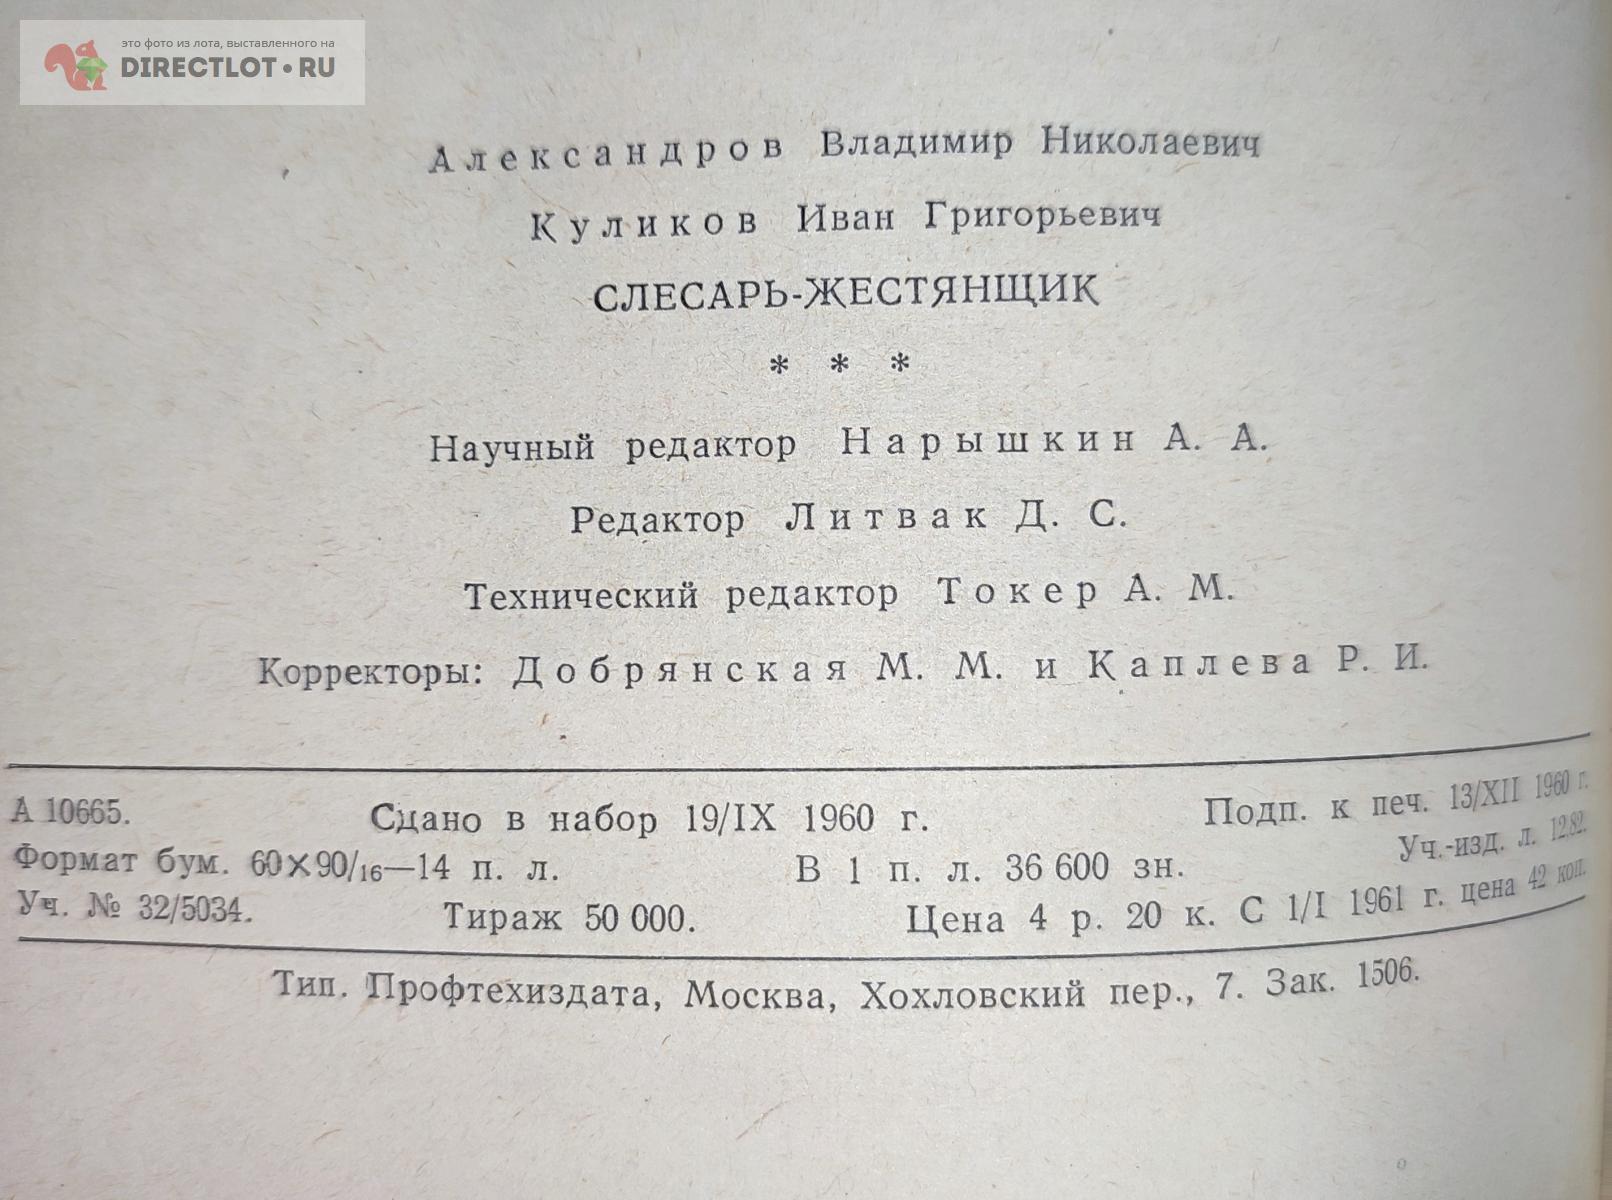 это фото из лота, выставленного на
DIRECTLOT•RU
Александров Владимир Николаевич
Куликов Иван Григорьевич
СЛЕСАРЬ-ЖЕСТЯНЩИК
* * *
Научный редактор Нарышкин А. А.
Редактор Литвак Д. С.
Технический редактор Токер А. М.
Корректоры: Добрянская М. М. и Каплева Р. И.
А 10665. Сдано в набор 19/IX 1960 г. Подп. к печ. 13/XII 1960 г.
Формат бум. 60×90/16—14 п. л. В 1 п. л. 36 600 зн. Уч.-изд. л. 12,82.
Уч. № 32/5034. Тираж 50 000. Цена 4 р. 20 к. С 1/I 1961 г. цена 42 коп.
Тип. Профтехиздата, Москва, Хохловский пер., 7. Зак. 1506.